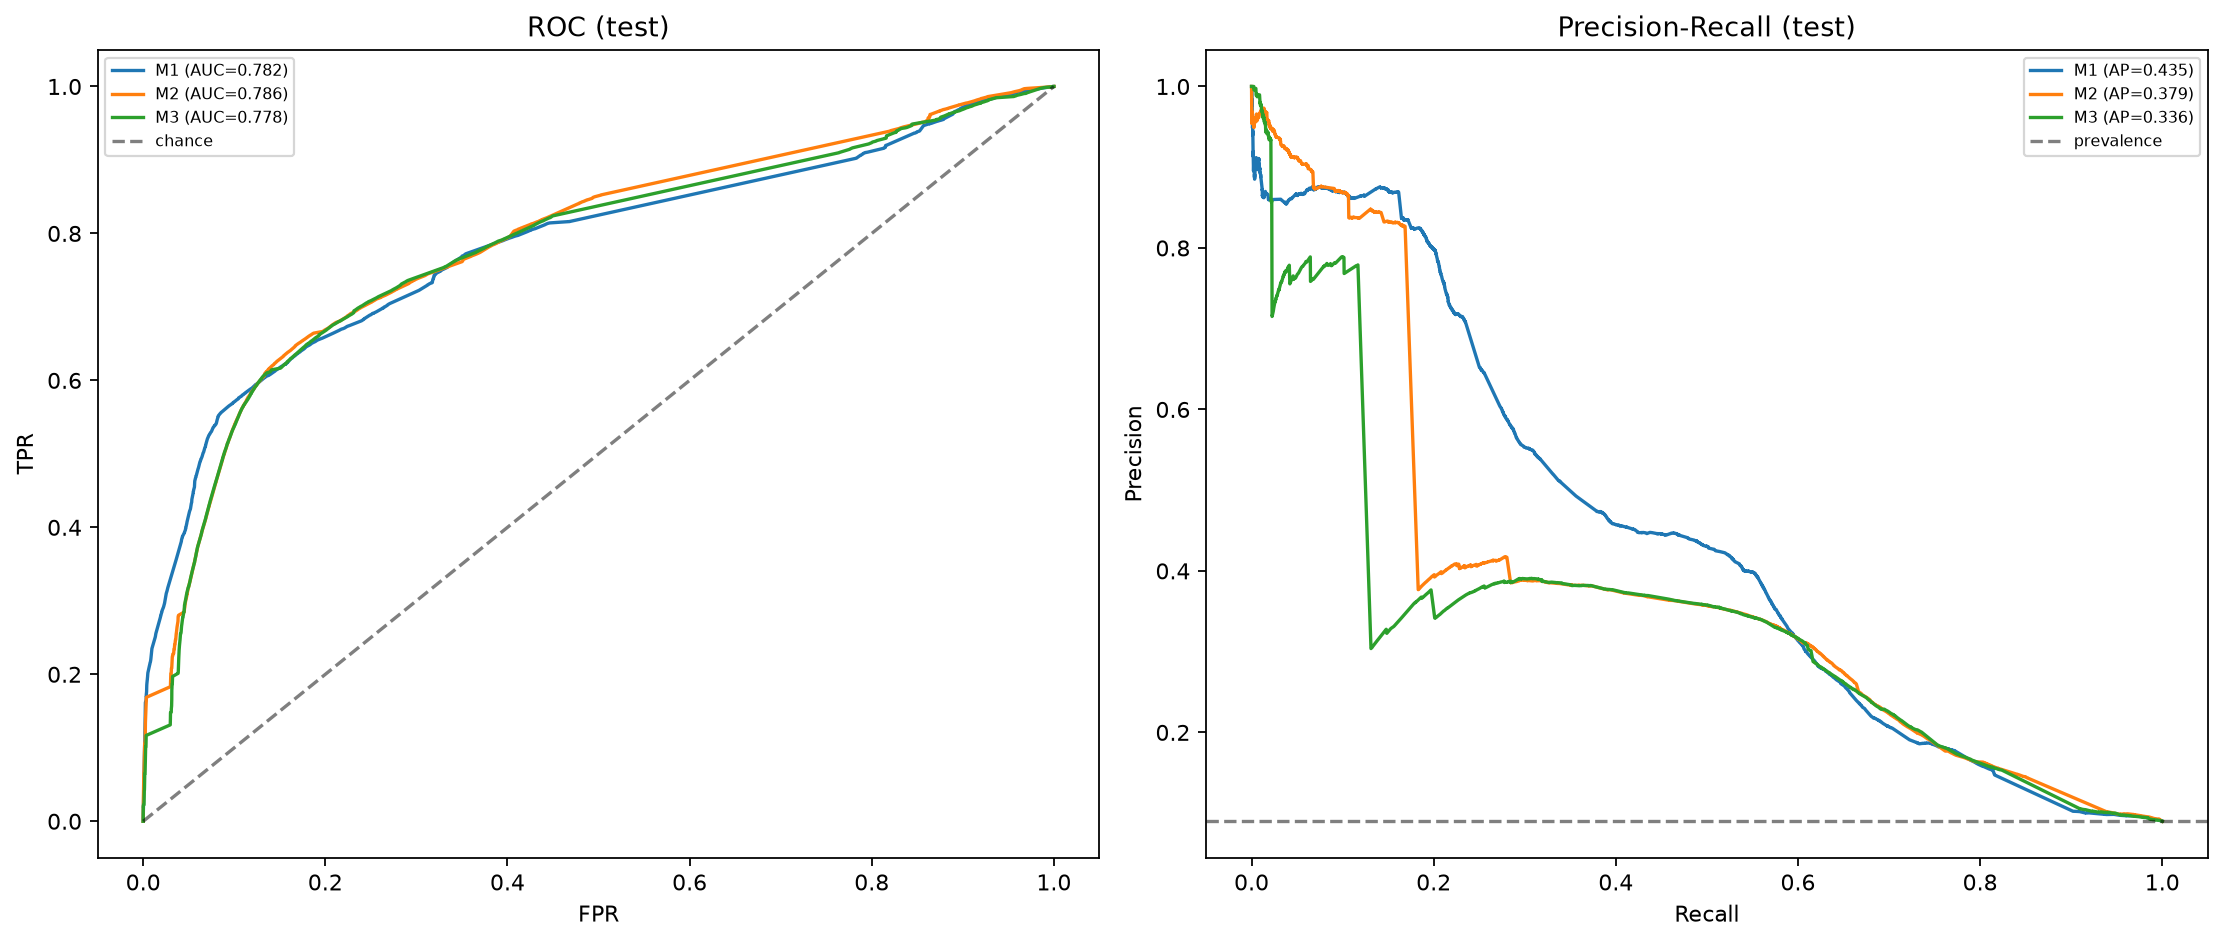 ROC (test)
M1 (AUC=0.782)
M2 (AUC=0.786)
M3 (AUC=0.778)
chance
1.0
0.8
0.6
0.4
0.2
0.0
TPR
0.0 0.2 0.4 0.6 0.8 1.0
FPR
Precision-Recall (test)
M1 (AP=0.435)
M2 (AP=0.379)
M3 (AP=0.336)
prevalence
1.0
0.8
0.6
0.4
0.2
Precision
0.0 0.2 0.4 0.6 0.8 1.0
Recall